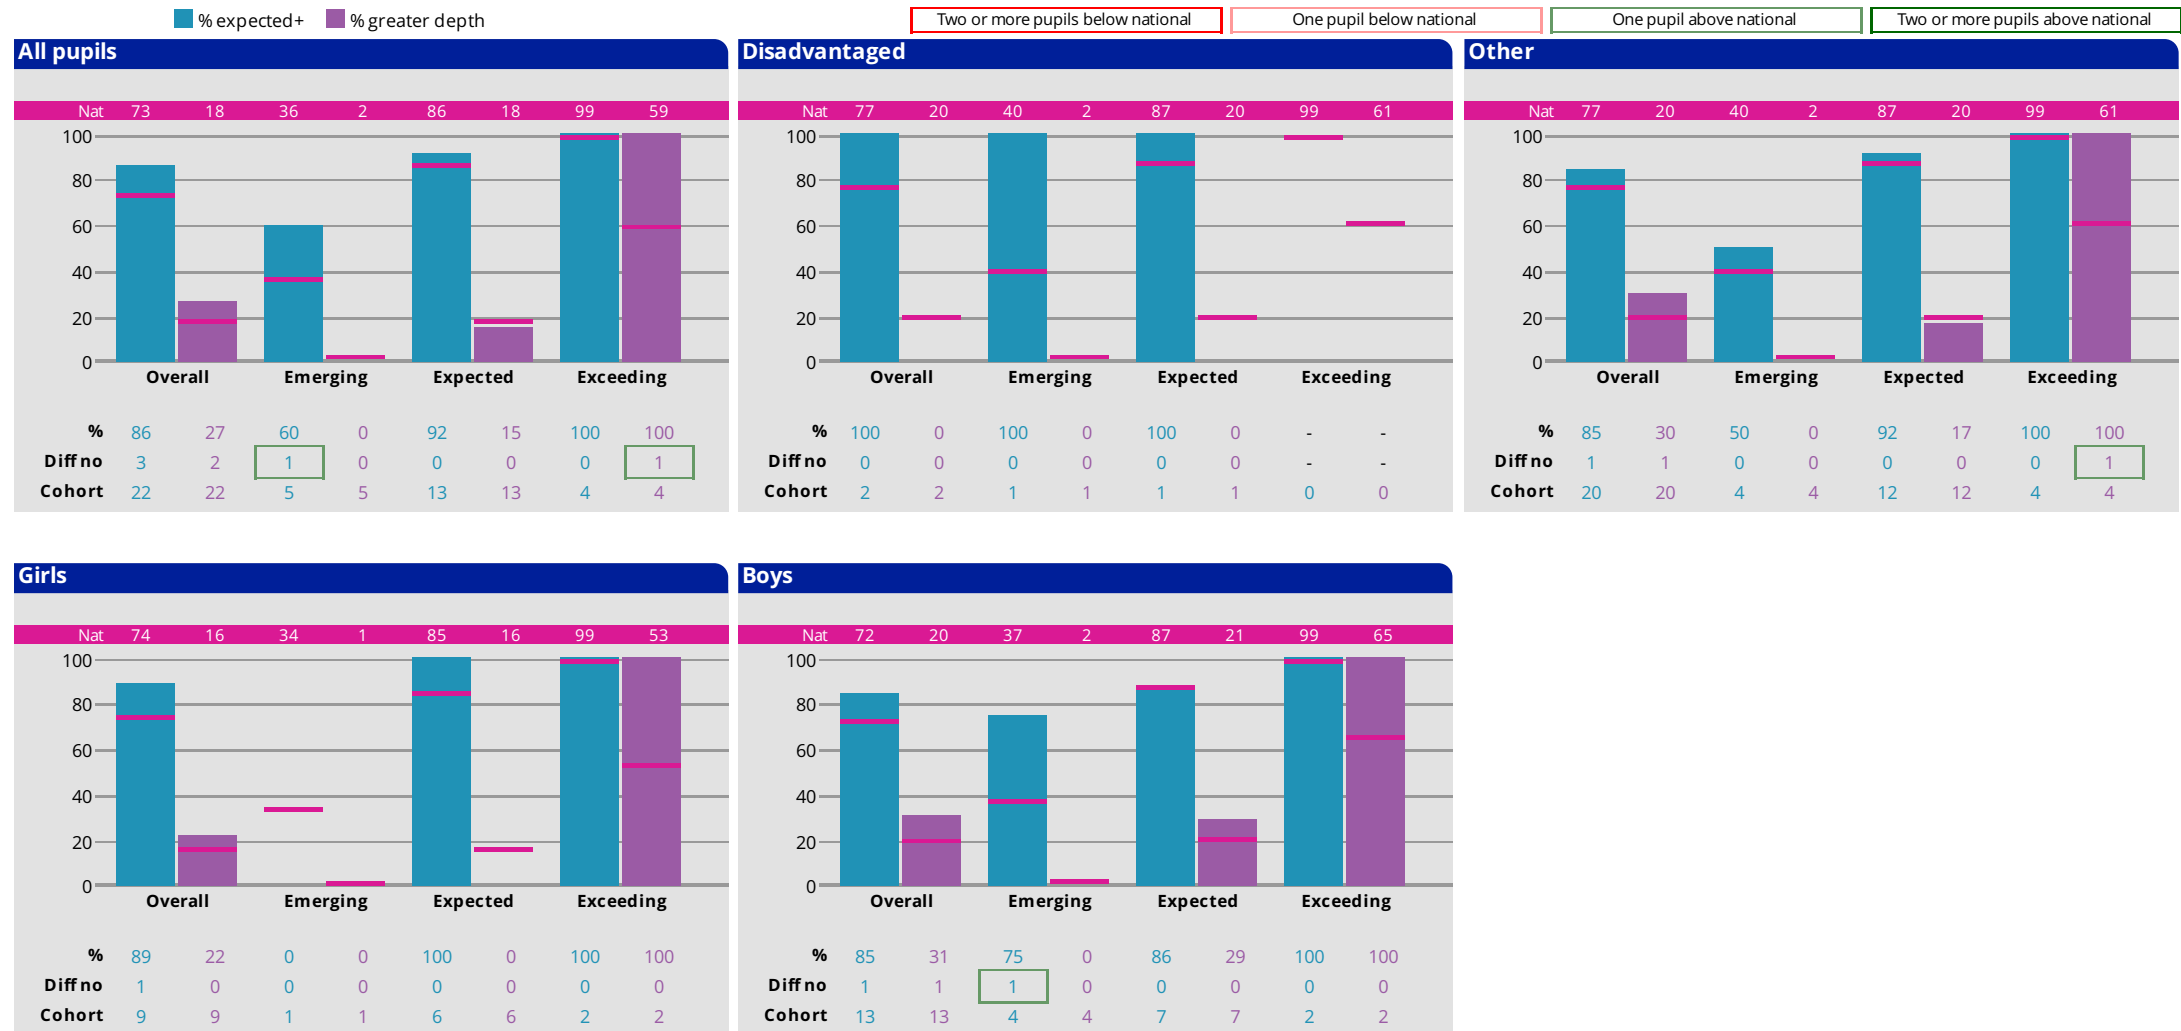 % expected+ % greater depth
Two or more pupils below national One pupil below national One pupil above national Two or more pupils above national
All pupils
Nat 73 18 36 2 86 18 99 59
100
80
60
40
20
0
Overall Emerging Expected Exceeding
% 86 27 60 0 92 15 100 100
Diff no 3 2 1 0 0 0 0 1
Cohort 22 22 5 5 13 13 4 4
Disadvantaged
Nat 77 20 40 2 87 20 99 61
100
80
60
40
20
0
Overall Emerging Expected Exceeding
% 100 0 100 0 100 0 - -
Diff no 0 0 0 0 0 0 - -
Cohort 2 2 1 1 1 1 0 0
Other
Nat 77 20 40 2 87 20 99 61
100
80
60
40
20
0
Overall Emerging Expected Exceeding
% 85 30 50 0 92 17 100 100
Diff no 1 1 0 0 0 0 0 1
Cohort 20 20 4 4 12 12 4 4
Girls
Nat 74 16 34 1 85 16 99 53
100
80
60
40
20
0
Overall Emerging Expected Exceeding
% 89 22 0 0 100 0 100 100
Diff no 1 0 0 0 0 0 0 0
Cohort 9 9 1 1 6 6 2 2
Boys
Nat 72 20 37 2 87 21 99 65
100
80
60
40
20
0
Overall Emerging Expected Exceeding
% 85 31 75 0 86 29 100 100
Diff no 1 1 1 0 0 0 0 0
Cohort 13 13 4 4 7 7 2 2